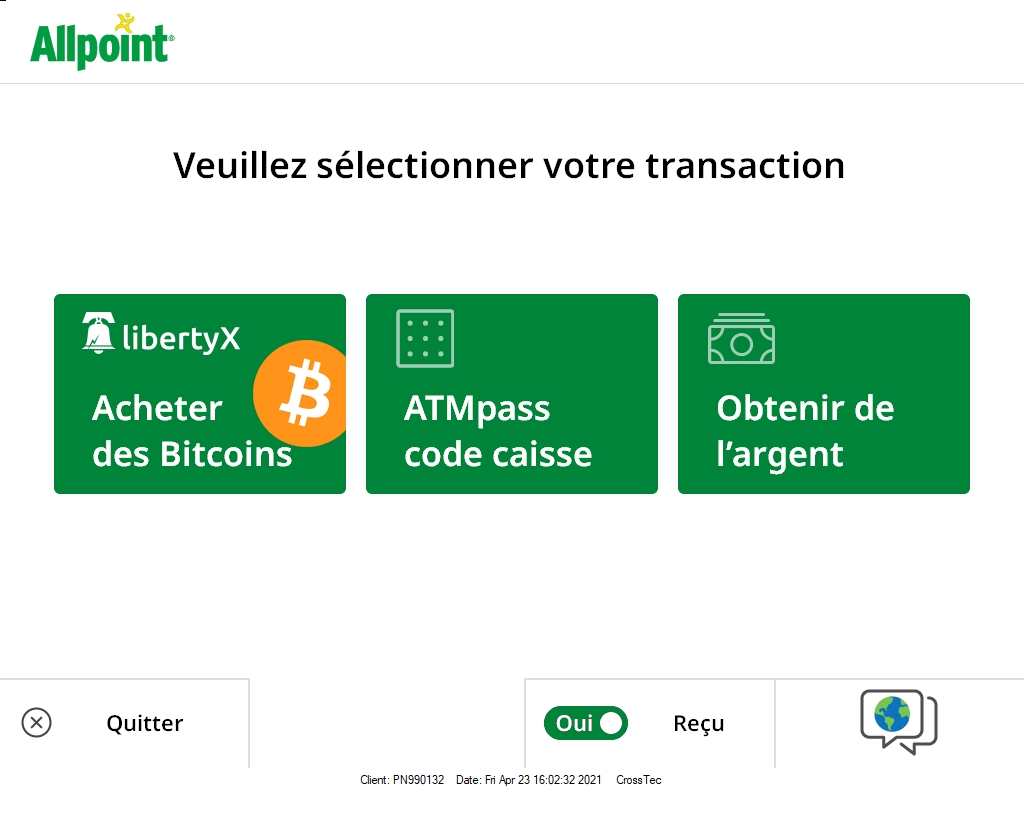 Allpoint®
Veuillez sélectionner votre transaction
libertyX
Acheter
des Bitcoins
ATMpass
code caisse
Obtenir de
l’argent
Quitter
Oui
Reçu
Client: PN990132 Date: Fri Apr 23 16:02:32 2021 CrossTec